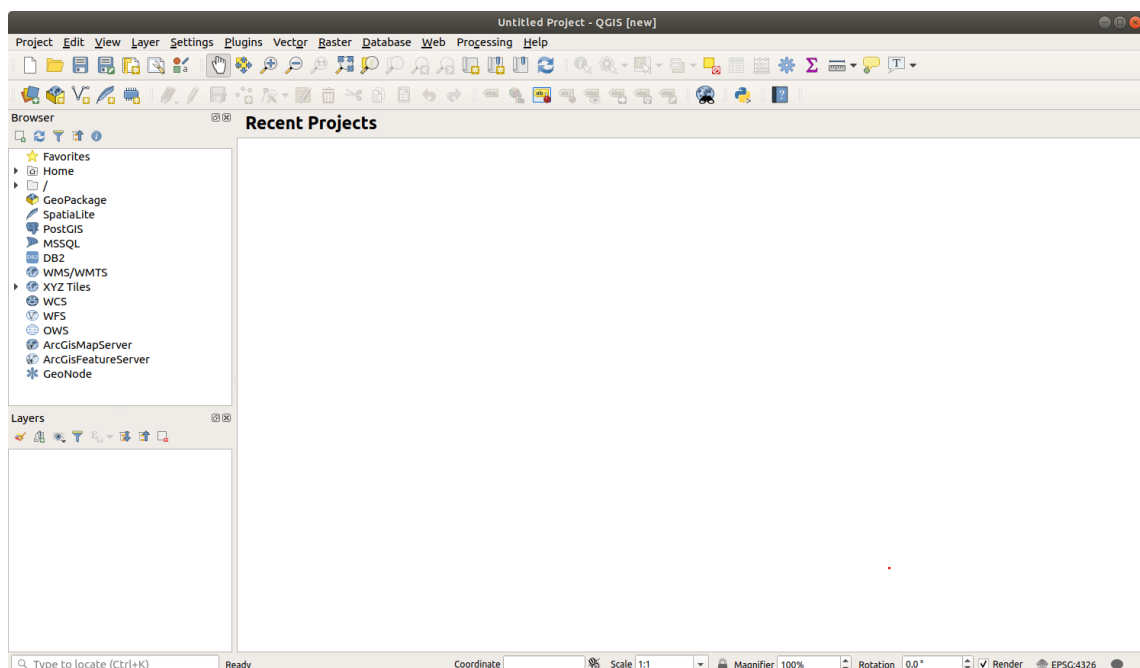 Untitled Project - QGIS [new]
Project Edit View Layer Settings Plugins Vector Raster Database Web Processing Help
Browser
Recent Projects
Favorites
Home
/
GeoPackage
SpatiaLite
PostGIS
MSSQL
DB2
WMS/WMTS
XYZ Tiles
WCS
WFS
OWS
ArcGisMapServer
ArcGisFeatureServer
GeoNode
Layers
Type to locate (Ctrl+K) Ready Coordinate Scale 1:1 Magnifier 100% Rotation 0.0 ° Render EPSG:4326